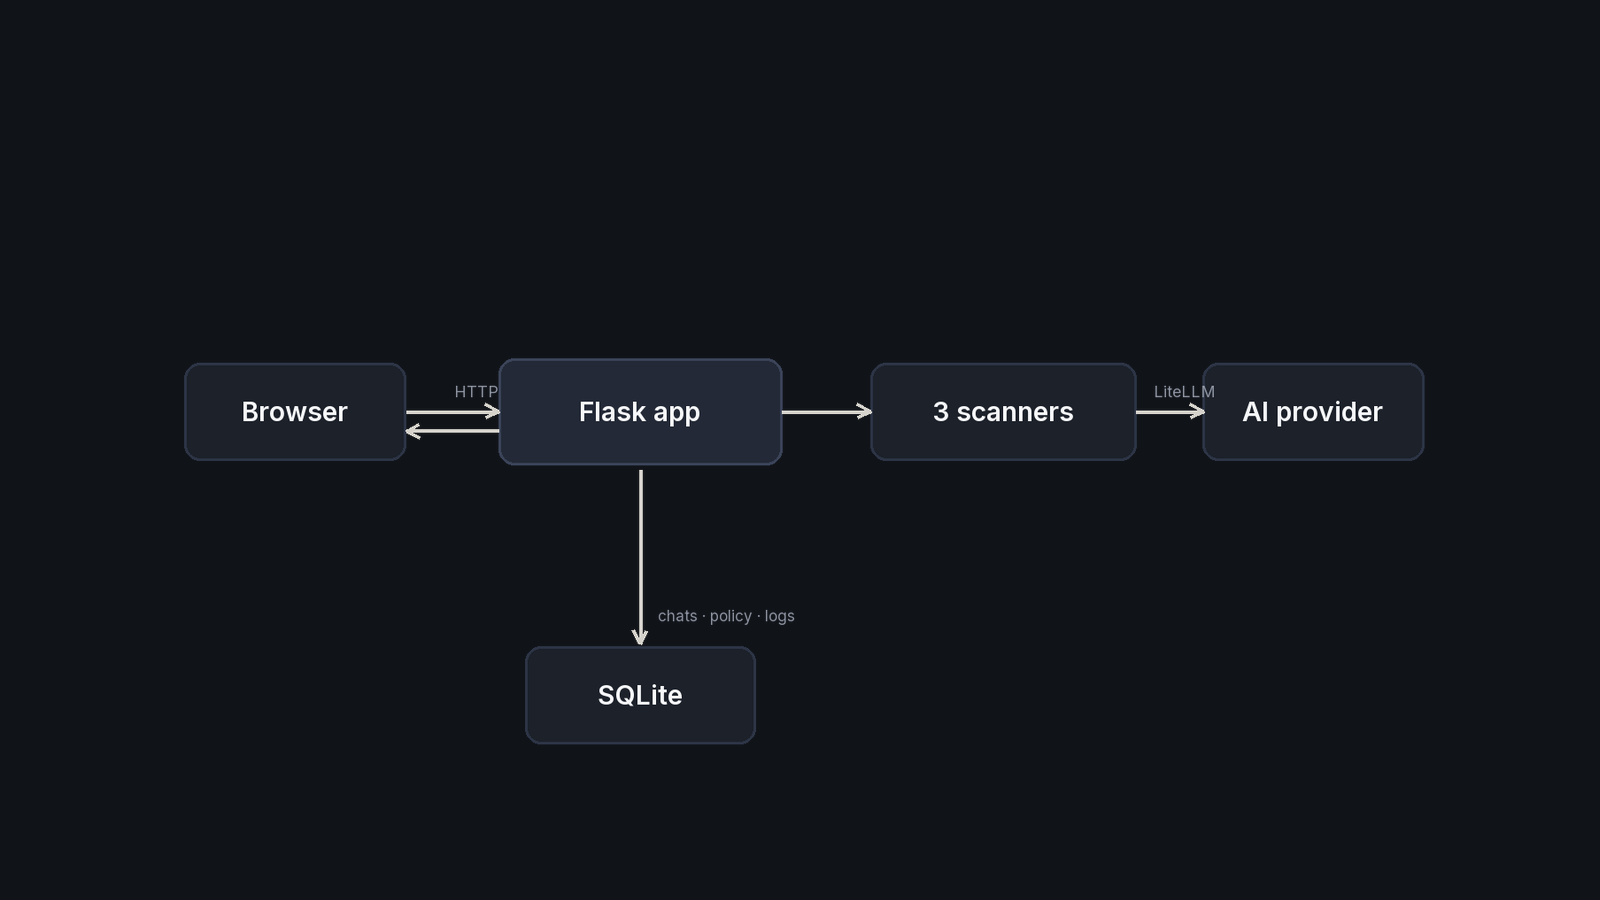 HTTP
LiteLLM
Browser
Flask app
3 scanners
AI provider
chats · policy · logs
SQLite